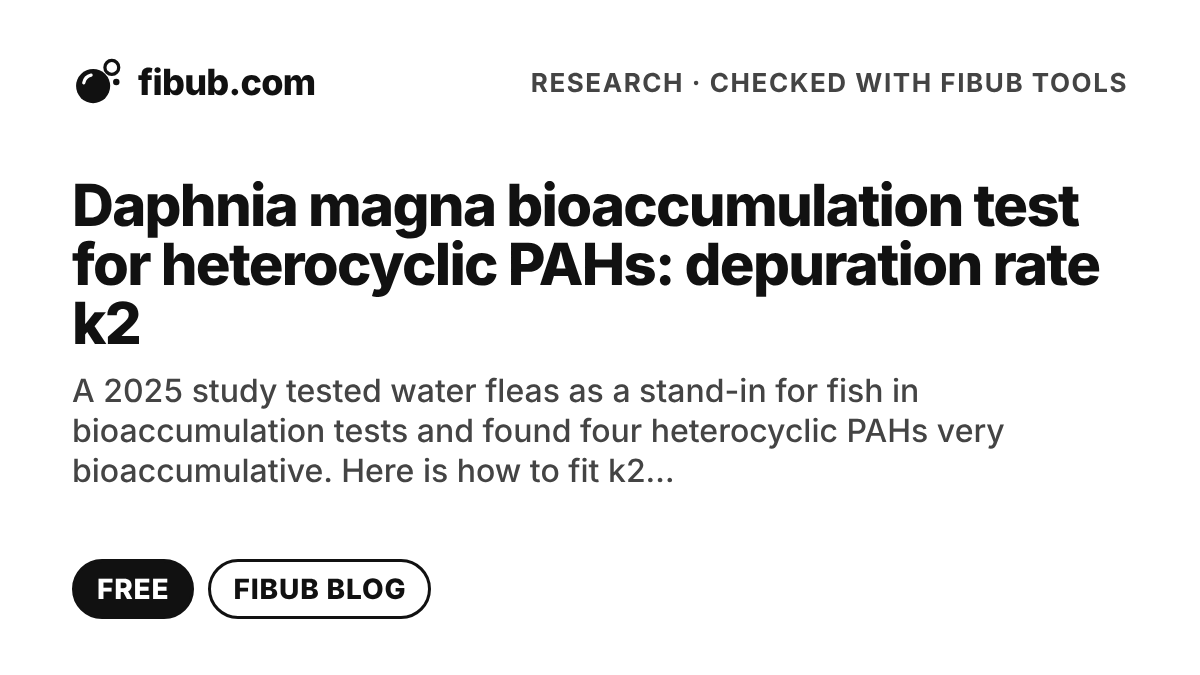 fibub.com
RESEARCH · CHECKED WITH FIBUB TOOLS
Daphnia magna bioaccumulation test
for heterocyclic PAHs: depuration rate
k2
A 2025 study tested water fleas as a stand-in for fish in
bioaccumulation tests and found four heterocyclic PAHs very
bioaccumulative. Here is how to fit k2...
FREE
FIBUB BLOG